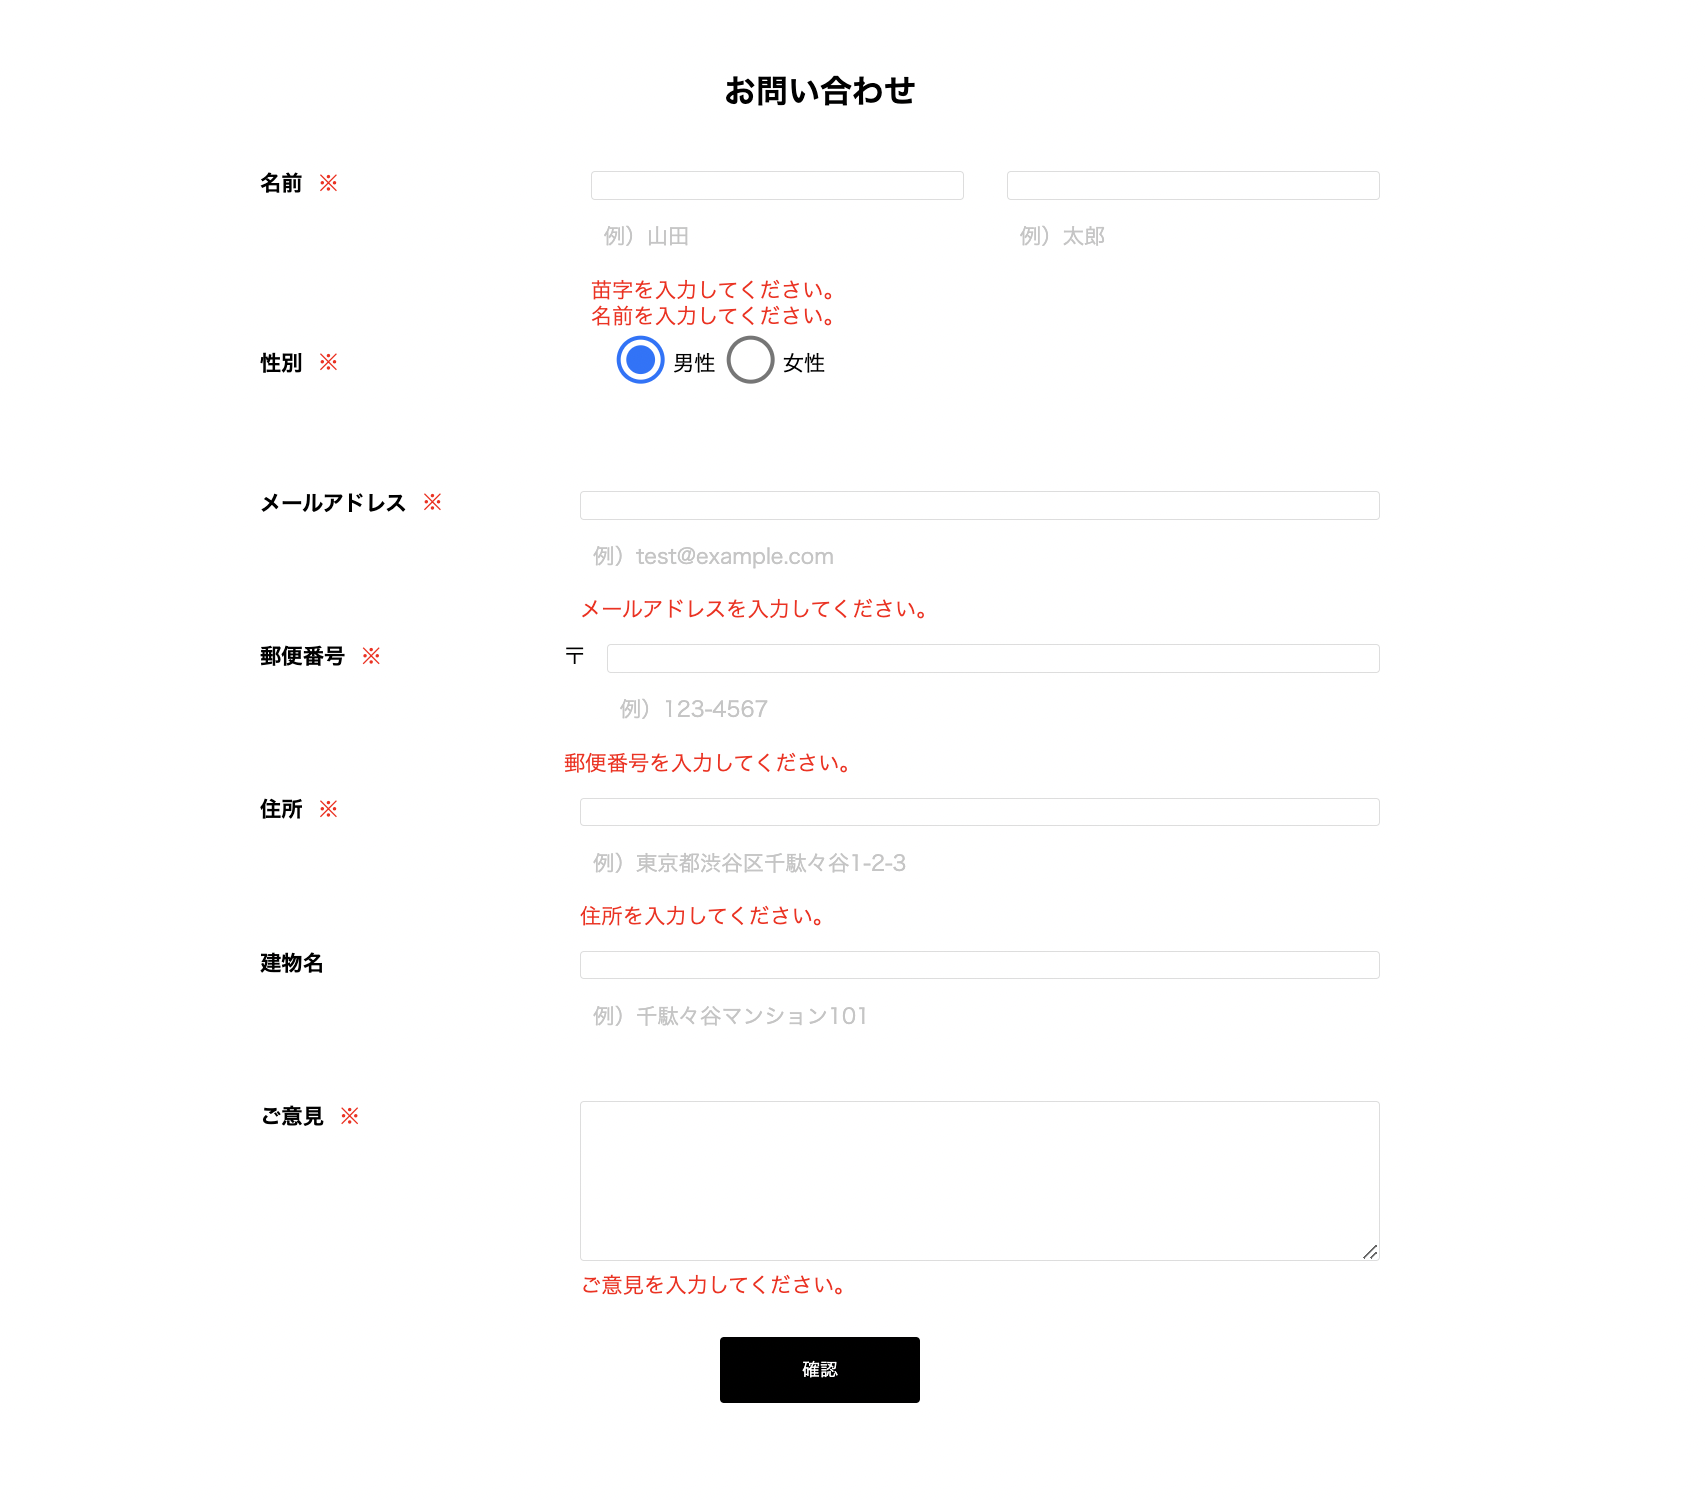 お問い合わせ
名前 ※
例）山田 例）太郎
苗字を入力してください。
名前を入力してください。
性別 ※ 男性 女性
メールアドレス ※
例）test@example.com
メールアドレスを入力してください。
郵便番号 ※ 〒
例）123-4567
郵便番号を入力してください。
住所 ※
例）東京都渋谷区千駄々谷1-2-3
住所を入力してください。
建物名
例）千駄々谷マンション101
ご意見 ※
ご意見を入力してください。
確認